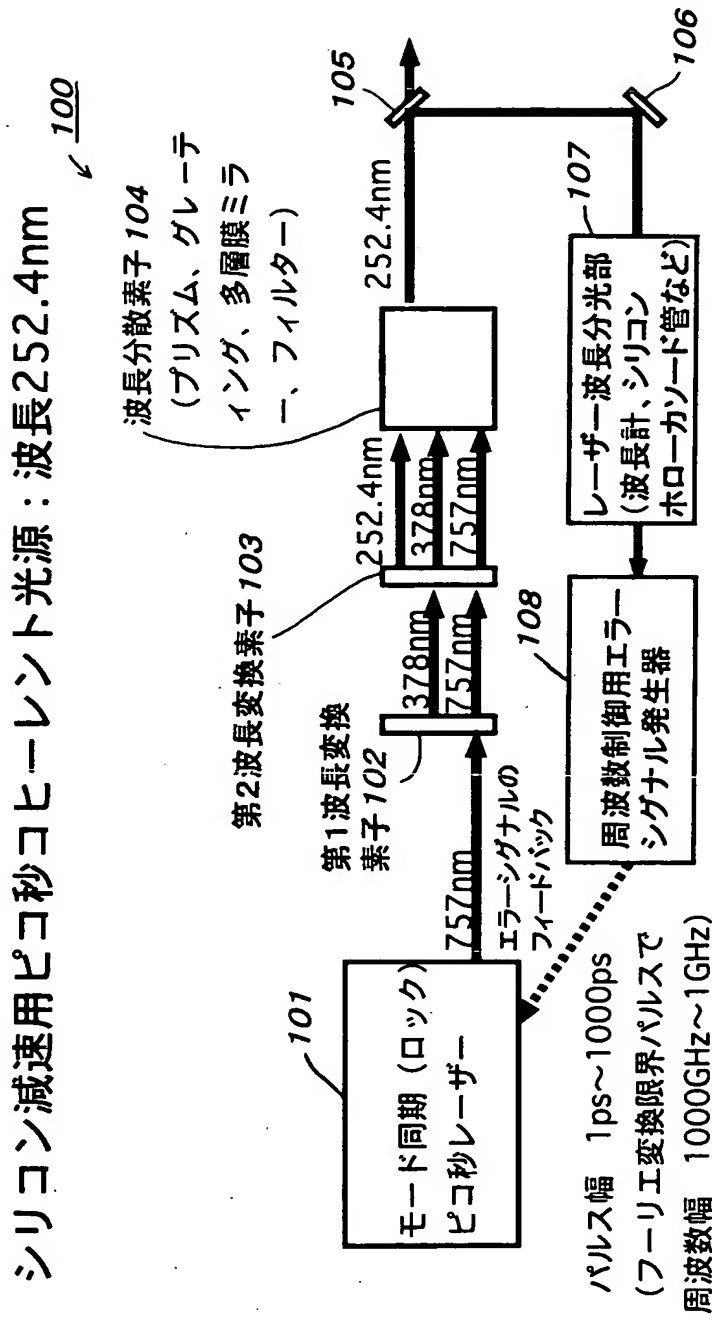 シリコン減速用ピコ秒コヒーレント光源：波長252.4nm
100
波長分散素子104
(プリズム、グレーテ
ィング、多層膜ミラ
ー、フィルター)
第2波長変換素子103
第1波長変換
素子102
101
モード同期(ロック)
ピコ秒レーザー
757nm
378nm
757nm
252.4nm
378nm
757nm
252.4nm
105
106
107
レーザー波長分光部
(波長計、シリコン
ホローカソード管など)
108
周波数制御用エラー
シグナル発生器
エラーシグナルの
フィードバック
パルス幅 1ps~1000ps
(フーリエ変換限界パルスで
周波数幅 1000GHz~1GHz)